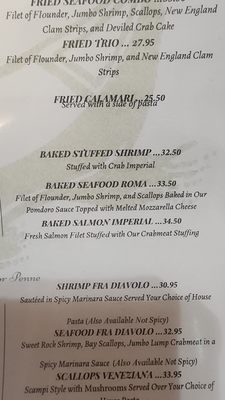 FRIED SEAFOOD COMBO
Filet of Flounder, Jumbo Shrimp, Scallops, New England
Clam Strips, and Deviled Crab Cake
FRIED TRIO ... 27.95
Filet of Flounder, Jumbo Shrimp, and New England Clam
Strips
FRIED CALAMARI ... 25.50
Served with a side of pasta
BAKED STUFFED SHRIMP ...32.50
Stuffed with Crab Imperial
BAKED SEAFOOD ROMA ...33.50
Filet of Flounder, Jumbo Shrimp, and Scallops Baked in Our
Pomdoro Sauce Topped with Melted Mozzarella Cheese
BAKED SALMON IMPERIAL ...34.50
Fresh Salmon Filet Stuffed with Our Crabmeat Stuffing
or Penne
SHRIMP FRA DIAVOLO ...30.95
Sautéed in Spicy Marinara Sauce Served Your Choice of House
Pasta (Also Available Not Spicy)
SEAFOOD FRA DIAVOLO ...32.95
Sweet Rock Shrimp, Bay Scallops, Jumbo Lump Crabmeat in a
Spicy Marinara Sauce (Also Available Not Spicy)
SCALLOPS VENEZIANA ...33.95
Scampi Style with Mushrooms Served Over Your Choice of
House Pasta